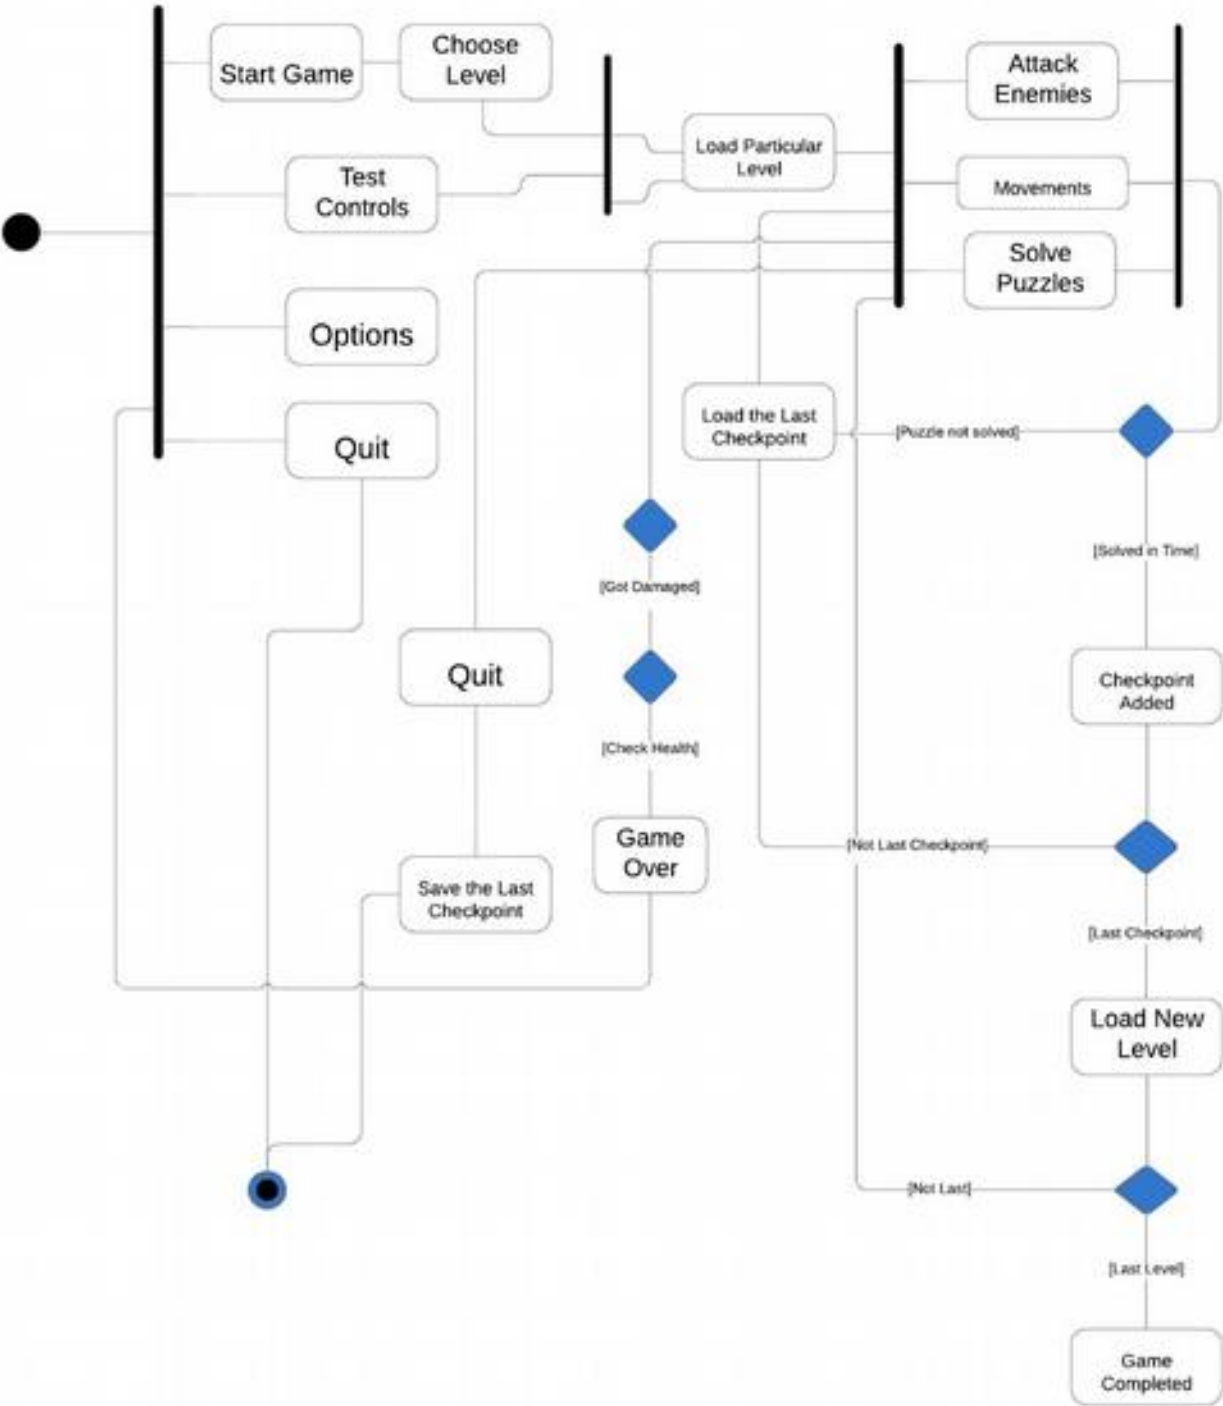 Start Game
Choose
Level
Attack
Enemies
Load Particular
Level
Test
Controls
Movements
Solve
Puzzles
Options
Quit
Load the Last
Checkpoint
[Puzzle not solved]
[Solved in Time]
[Got Damaged]
Quit
Checkpoint
Added
[Check Health]
Game
Over
[Not Last Checkpoint]
Save the Last
Checkpoint
[Last Checkpoint]
Load New
Level
[Not Last]
[Last Level]
Game
Completed